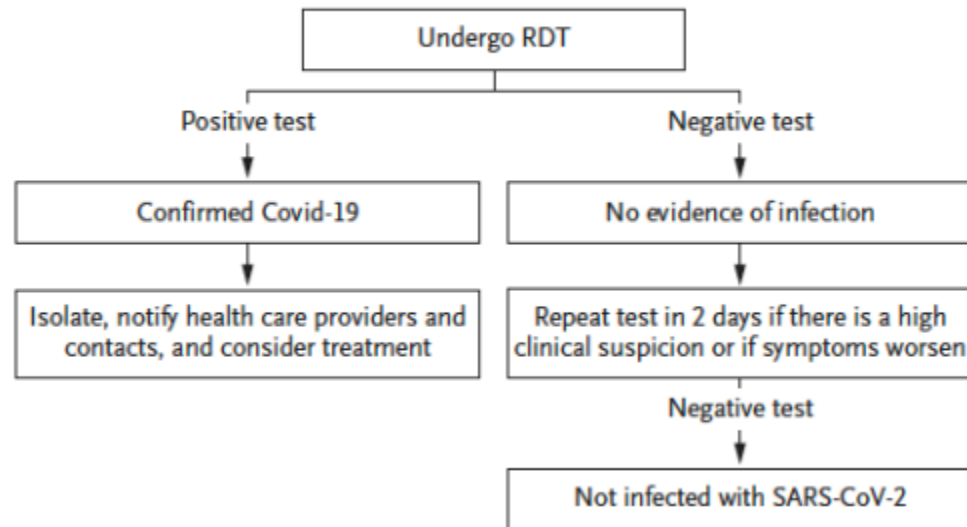 Undergo RDT
Positive test
Negative test
Confirmed Covid-19
No evidence of infection
Isolate, notify health care providers and
contacts, and consider treatment
Repeat test in 2 days if there is a high
clinical suspicion or if symptoms worsen
Negative test
Not infected with SARS-CoV-2